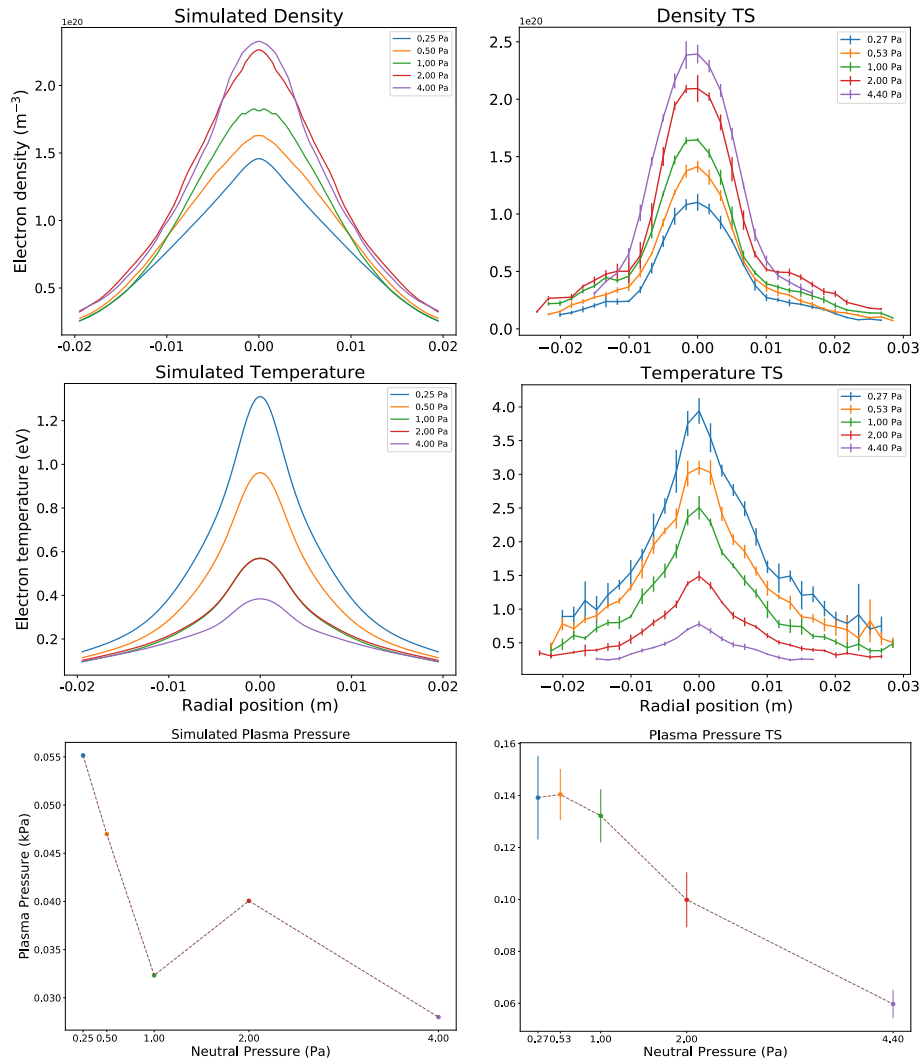 Simulated Density
1e20
Electron density (m⁻³)
2.0
1.5
1.0
0.5
0.25 Pa
0.50 Pa
1,00 Pa
2.00 Pa
4.00 Pa
-0.02
-0.01
0.00
0.01
0.02
Density TS
1e20
2.5
2.0
1.5
1.0
0.5
0.0
0.27 Pa
0.53 Pa
1.00 Pa
2.00 Pa
4.40 Pa
−0.02
−0.01
0.00
0.01
0.02
0.03
Simulated Temperature
Electron temperature (eV)
1.2
1.0
0.8
0.6
0.4
0.2
0.25 Pa
0.50 Pa
1,00 Pa
2.00 Pa
4.00 Pa
-0.02
-0.01
0.00
0.01
0.02
Radial position (m)
Temperature TS
4.0
3.5
3.0
2.5
2.0
1.5
1.0
0.5
0.27 Pa
0.53 Pa
1.00 Pa
2.00 Pa
4.40 Pa
−0.02
−0.01
0.00
0.01
0.02
0.03
Radial position (m)
Simulated Plasma Pressure
Plasma Pressure (kPa)
0.055
0.050
0.045
0.040
0.035
0.030
0.25
0.50
1.00
2.00
4.00
Neutral Pressure (Pa)
Plasma Pressure TS
0.16
0.14
0.12
0.10
0.08
0.06
0.27
0.53
1.00
2.00
4.40
Neutral Pressure (Pa)